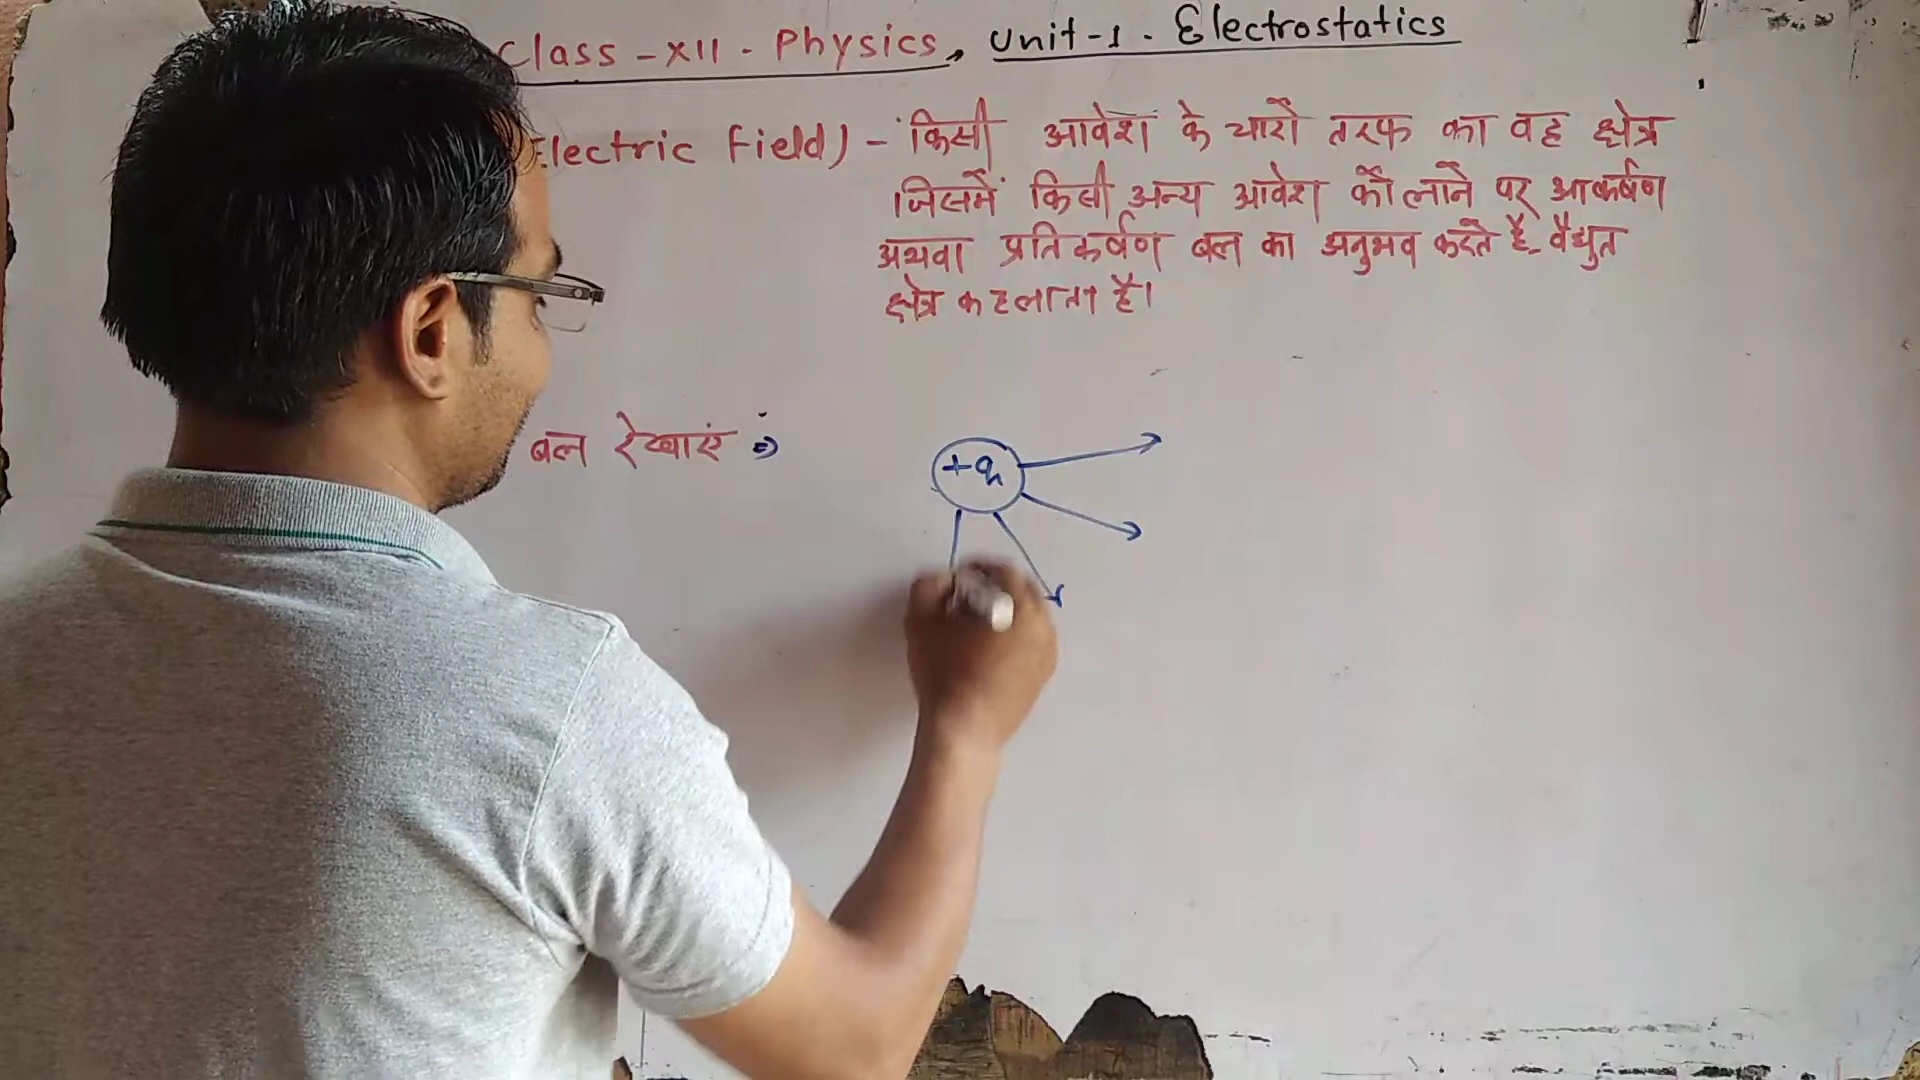 Class - XII - Physics, Unit-1 - Electrostatics
Electric Field) - किसी आवेश के चारों तरफ का वह क्षेत्र
जिसमें किसी अन्य आवेश को लाने पर आकर्षण
अथवा प्रतिकर्षण बल का अनुभव करते है वैद्युत
क्षेत्र कहलाता है।
बल रेखाएं ⇒
+q